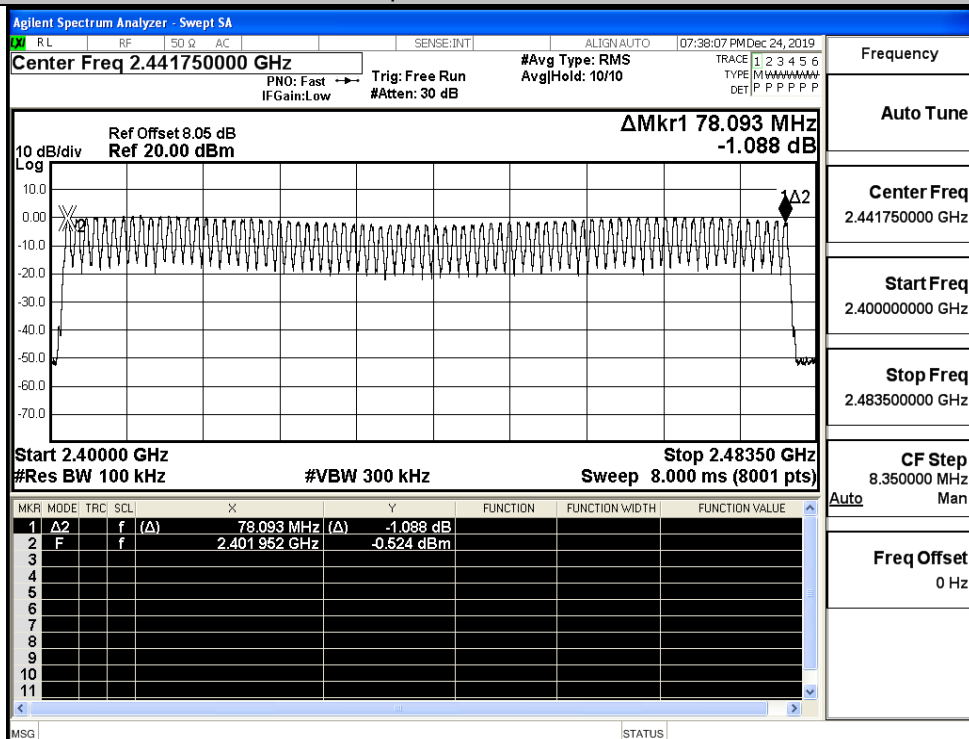 Agilent Spectrum Analyzer - Swept SA
LXI RL RF 50 Ω AC SENSE:INT ALIGN AUTO 07:38:07 PM Dec 24, 2019
Center Freq 2.441750000 GHz #Avg Type: RMS TRACE 1 2 3 4 5 6
PNO: Fast Trig: Free Run Avg|Hold: 10/10 TYPE M WWWWW
IFGain:Low #Atten: 30 dB DET P P P P P P
Ref Offset 8.05 dB ΔMkr1 78.093 MHz
10 dB/div Ref 20.00 dBm -1.088 dB
Log
10.0
0.00
-10.0
-20.0
-30.0
-40.0
-50.0
-60.0
-70.0
2
1Δ2
Start 2.40000 GHz Stop 2.48350 GHz
#Res BW 100 kHz #VBW 300 kHz Sweep 8.000 ms (8001 pts)
MKR MODE TRC SCL X Y FUNCTION FUNCTION WIDTH FUNCTION VALUE
1 Δ2 f (Δ) 78.093 MHz (Δ) -1.088 dB
2 F f 2.401 952 GHz -0.524 dBm
3
4
5
6
7
8
9
10
11
MSG STATUS
Frequency
Auto Tune
Center Freq
2.441750000 GHz
Start Freq
2.400000000 GHz
Stop Freq
2.483500000 GHz
CF Step
8.350000 MHz
Auto Man
Freq Offset
0 Hz